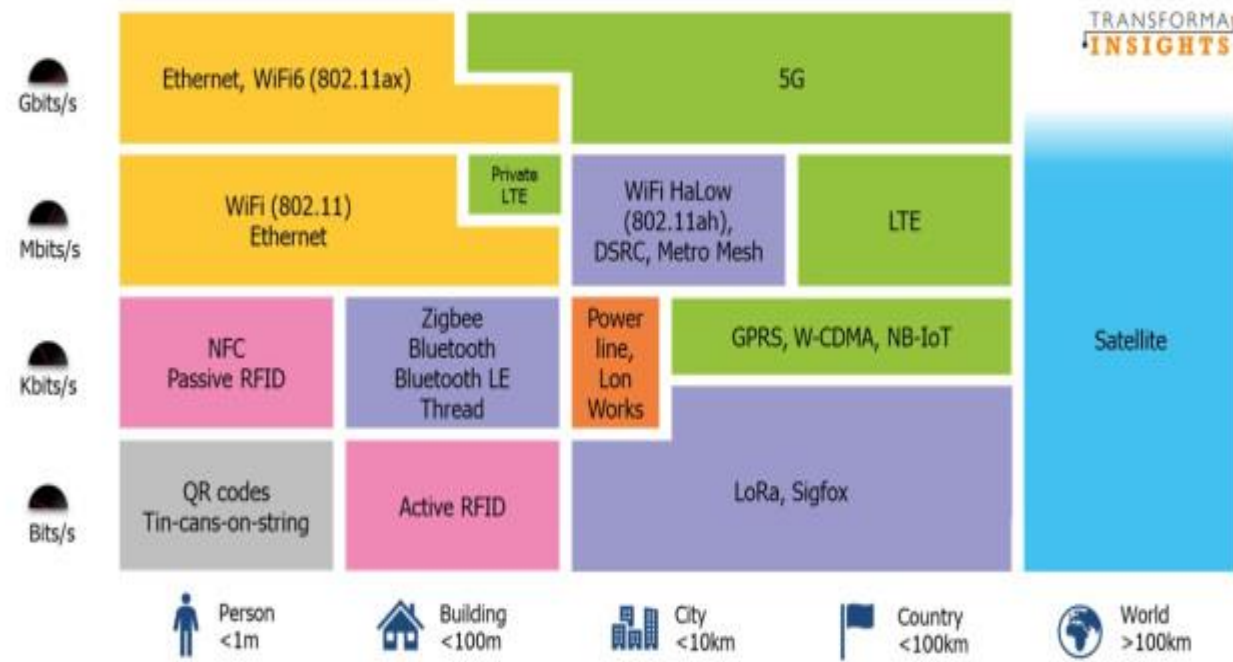 TRANSFORMA
INSIGHTS
Gbits/s
Ethernet, WiFi6 (802.11ax)
5G
Mbits/s
WiFi (802.11)
Ethernet
Private
LTE
WiFi HaLow
(802.11ah),
DSRC, Metro Mesh
LTE
Kbits/s
NFC
Passive RFID
Zigbee
Bluetooth
Bluetooth LE
Thread
Power
line,
Lon
Works
GPRS, W-CDMA, NB-IoT
Satellite
Bits/s
QR codes
Tin-cans-on-string
Active RFID
LoRa, Sigfox
Person
<1m
Building
<100m
City
<10km
Country
<100km
World
>100km